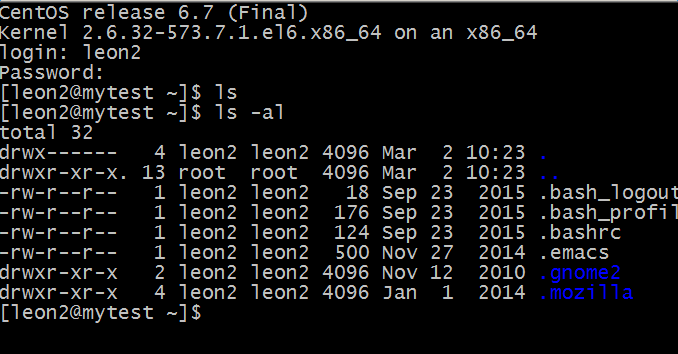 CentOS release 6.7 (Final)
Kernel 2.6.32-573.7.1.el6.x86_64 on an x86_64
login: leon2
Password:
[leon2@mytest ~]$ ls
[leon2@mytest ~]$ ls -al
total 32
drwx------   4 leon2 leon2 4096 Mar  2 10:23 .
drwxr-xr-x. 13 root  root  4096 Mar  2 10:23 ..
-rw-r--r--   1 leon2 leon2   18 Sep 23  2015 .bash_logout
-rw-r--r--   1 leon2 leon2  176 Sep 23  2015 .bash_profil
-rw-r--r--   1 leon2 leon2  124 Sep 23  2015 .bashrc
-rw-r--r--   1 leon2 leon2  500 Nov 27  2014 .emacs
drwxr-xr-x   2 leon2 leon2 4096 Nov 12  2010 .gnome2
drwxr-xr-x   4 leon2 leon2 4096 Jan  1  2014 .mozilla
[leon2@mytest ~]$